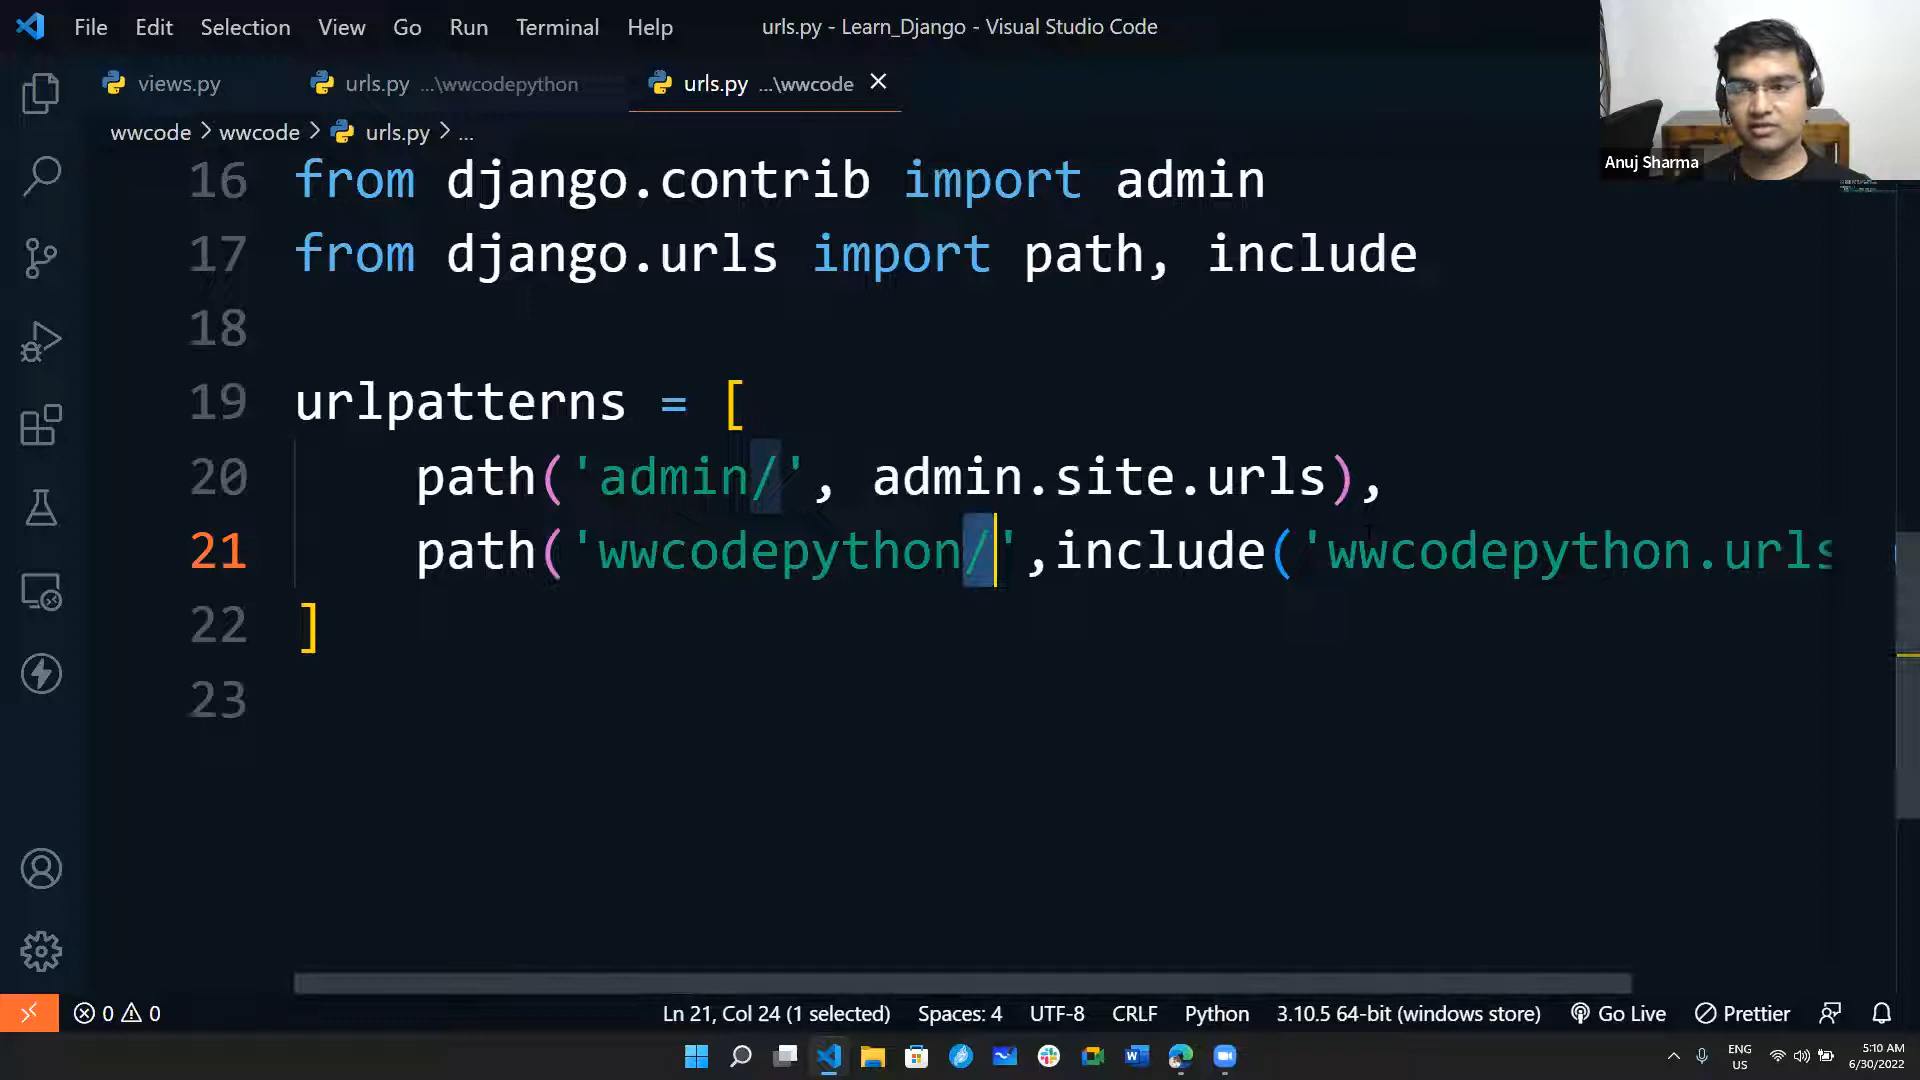 File Edit Selection View Go Run Terminal Help
urls.py - Learn_Django - Visual Studio Code
views.py
urls.py ...\wwcodepython
urls.py ...\wwcode
wwcode > wwcode > urls.py > ...
Anuj Sharma
16 from django.contrib import admin
17 from django.urls import path, include
18
19 urlpatterns = [
20 path('admin/', admin.site.urls),
21 path('wwcodepython/',include('wwcodepython.urls
22 ]
23
0 0
Ln 21, Col 24 (1 selected) Spaces: 4 UTF-8 CRLF Python 3.10.5 64-bit (windows store) Go Live Prettier
ENG
US
5:10 AM
6/30/2022